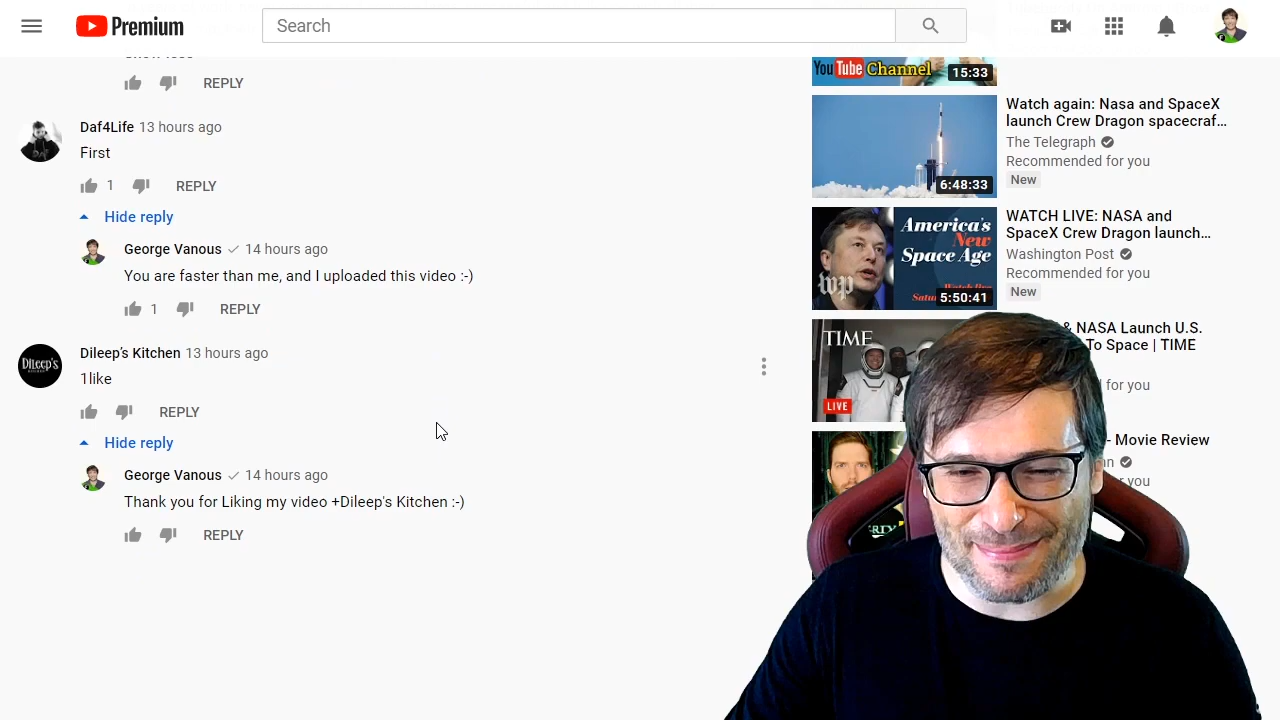 Premium
Search
REPLY
Daf4Life 13 hours ago
First
1 REPLY
Hide reply
George Vanous 14 hours ago
You are faster than me, and I uploaded this video :-)
1 REPLY
Dileep's Kitchen 13 hours ago
1like
REPLY
Hide reply
George Vanous 14 hours ago
Thank you for Liking my video +Dileep's Kitchen :-)
REPLY
YouTube Channel
15:33
Watch again: Nasa and SpaceX
launch Crew Dragon spacecraf...
The Telegraph
Recommended for you
New
6:48:33
America's
New
Space Age
wp
5:50:41
WATCH LIVE: NASA and
SpaceX Crew Dragon launch...
Washington Post
Recommended for you
New
TIME
LIVE
& NASA Launch U.S.
To Space | TIME
for you
- Movie Review